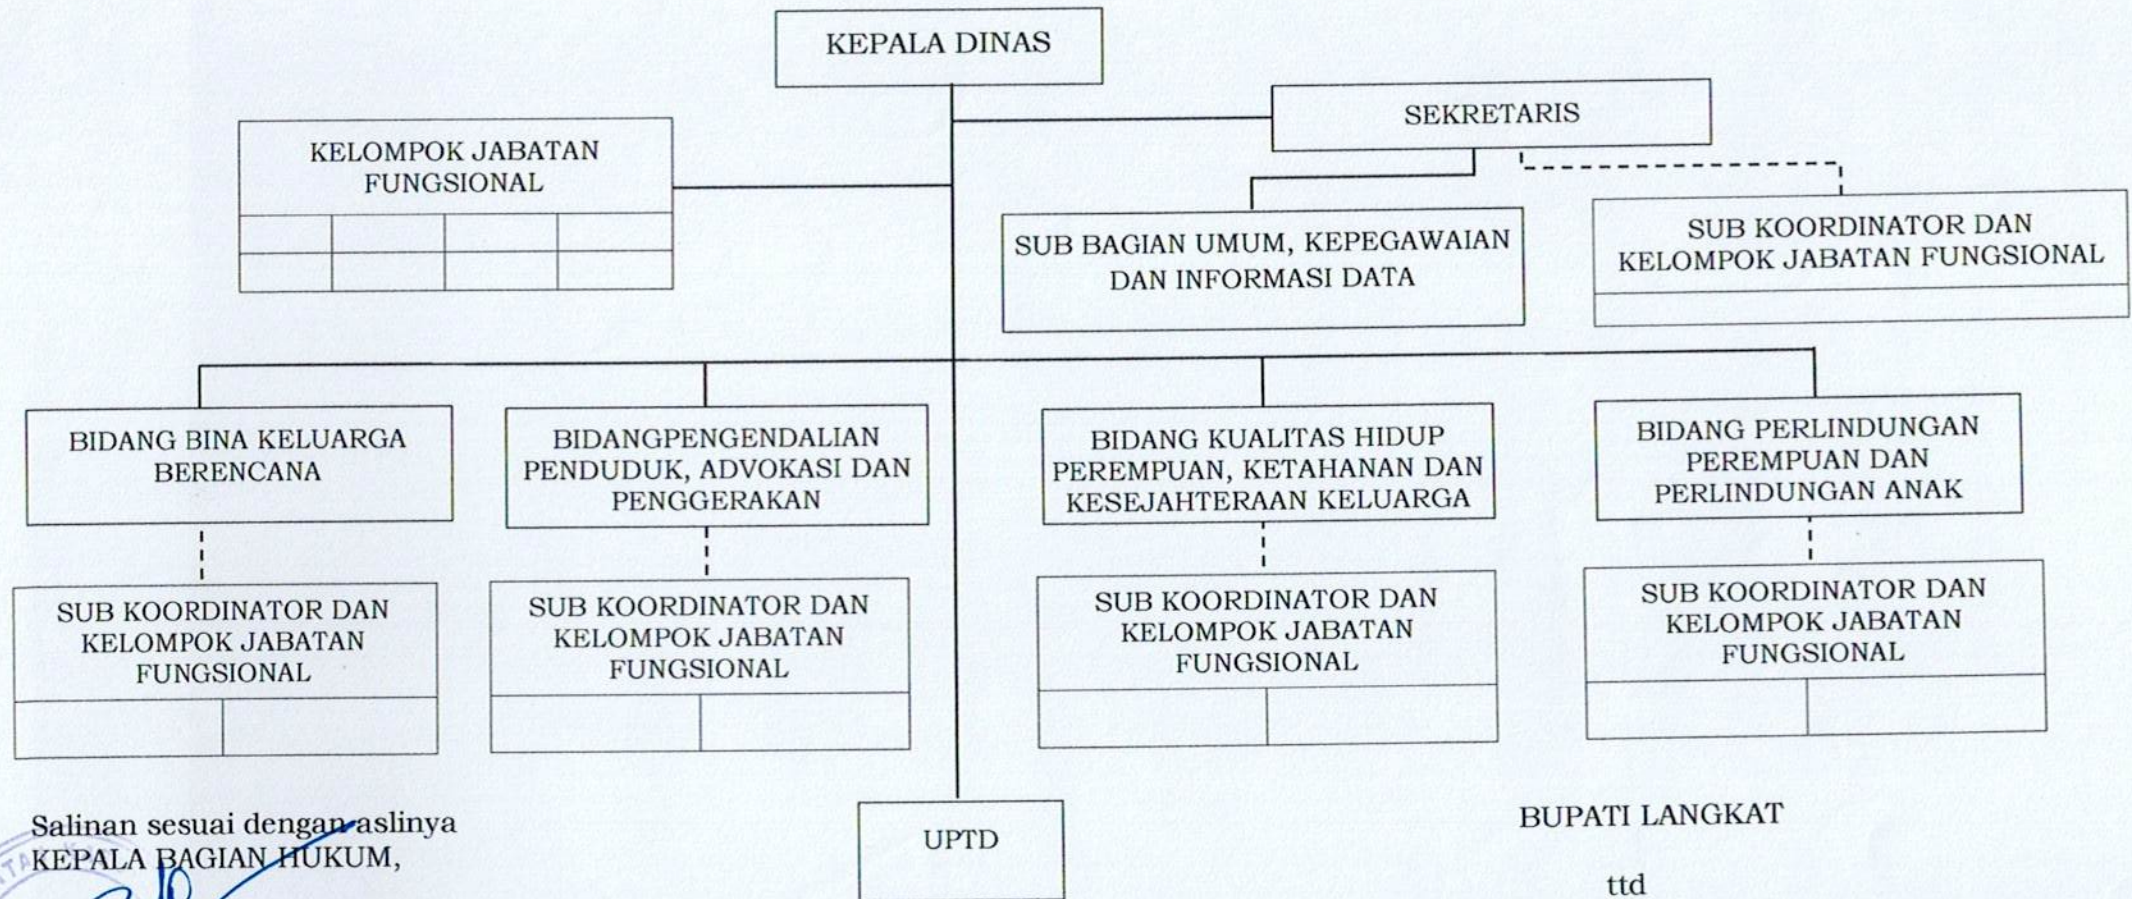 KEPALA DINAS
SEKRETARIS
KELOMPOK JABATAN
FUNGSIONAL
SUB BAGIAN UMUM, KEPEGAWAIAN
DAN INFORMASI DATA
SUB KOORDINATOR DAN
KELOMPOK JABATAN FUNGSIONAL
BIDANG BINA KELUARGA
BERENCANA
BIDANGPENGENDALIAN
PENDUDUK, ADVOKASI DAN
PENGGERAKAN
BIDANG KUALITAS HIDUP
PEREMPUAN, KETAHANAN DAN
KESEJAHTERAAN KELUARGA
BIDANG PERLINDUNGAN
PEREMPUAN DAN
PERLINDUNGAN ANAK
SUB KOORDINATOR DAN
KELOMPOK JABATAN
FUNGSIONAL
SUB KOORDINATOR DAN
KELOMPOK JABATAN
FUNGSIONAL
SUB KOORDINATOR DAN
KELOMPOK JABATAN
FUNGSIONAL
SUB KOORDINATOR DAN
KELOMPOK JABATAN
FUNGSIONAL
Salinan sesuai dengan aslinya
KEPALA BAGIAN HUKUM,
UPTD
BUPATI LANGKAT
ttd